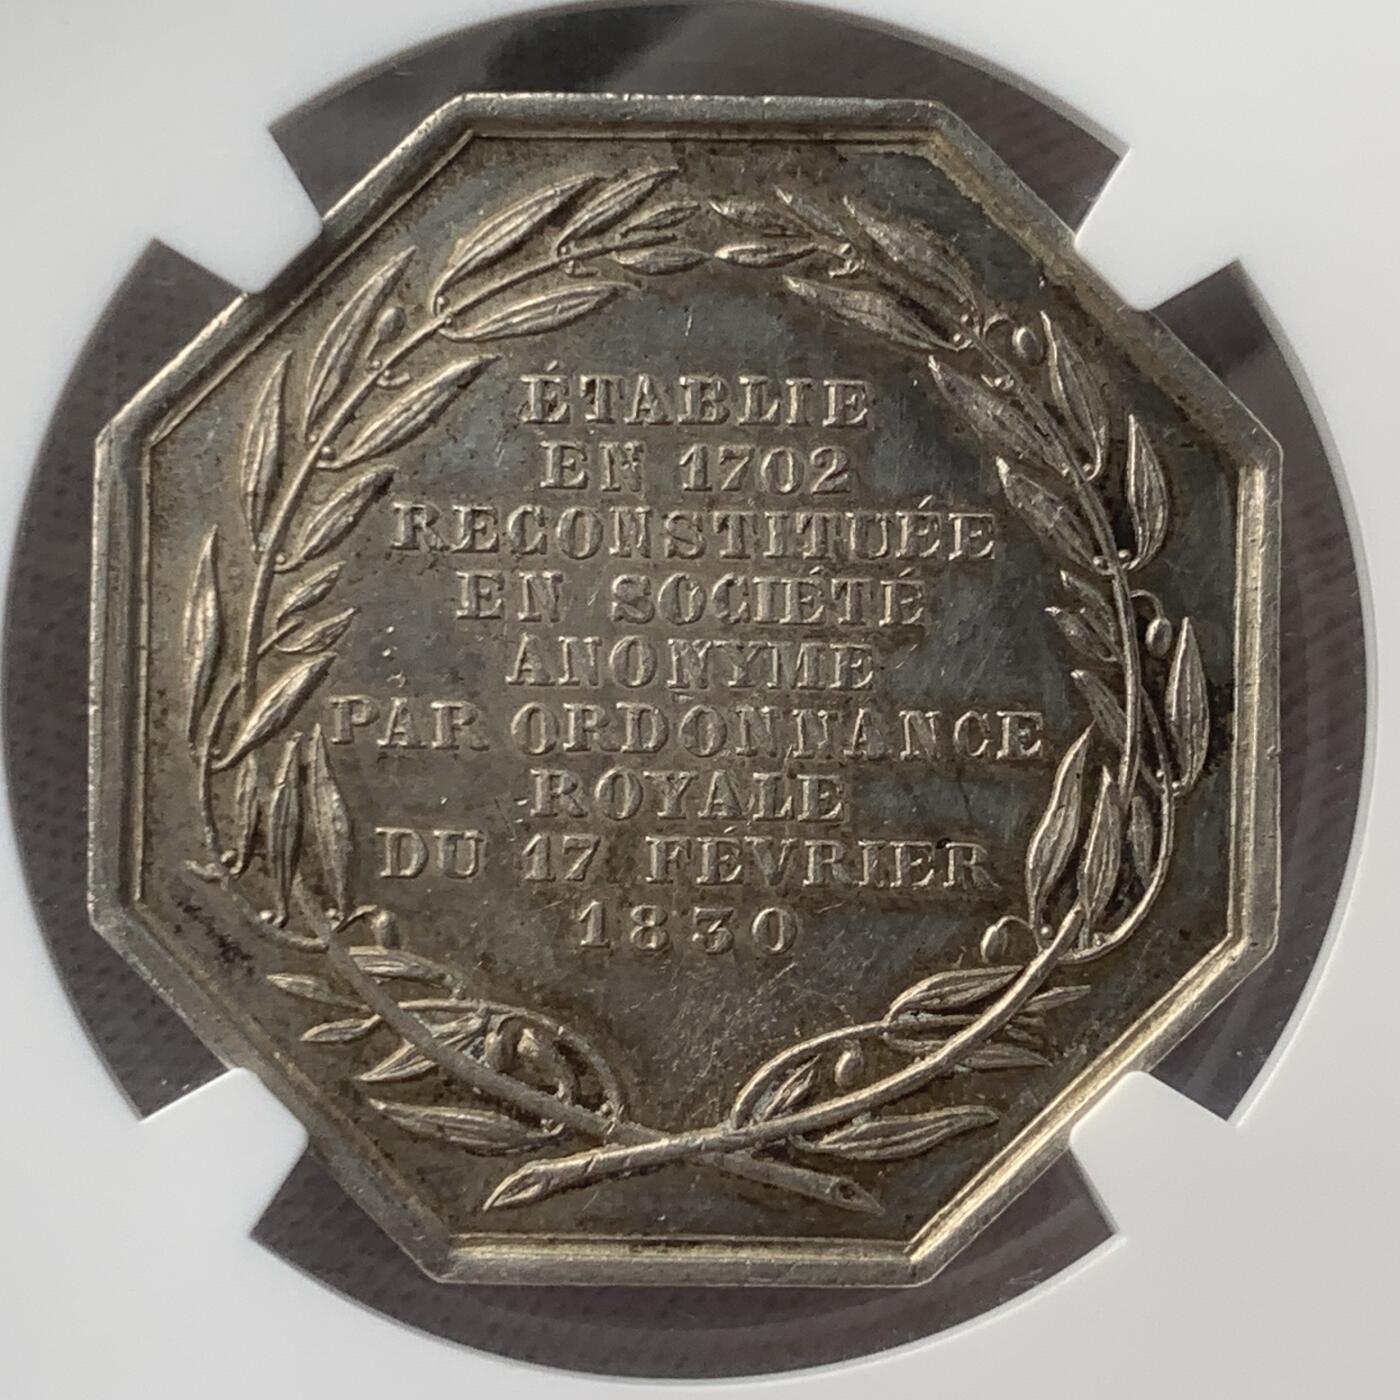 ÉTABLIE
EN 1702
RECONSTITUÉE
EN SOCIÉTÉ
ANONYME
PAR ORDONNANCE
ROYALE
DU 17 FÉVRIER
1830